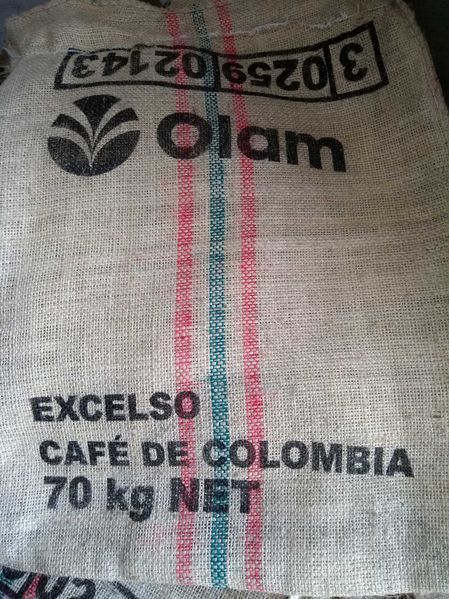 3 0259 02143
Olam
EXCELSO
CAFÉ DE COLOMBIA
70 kg NET